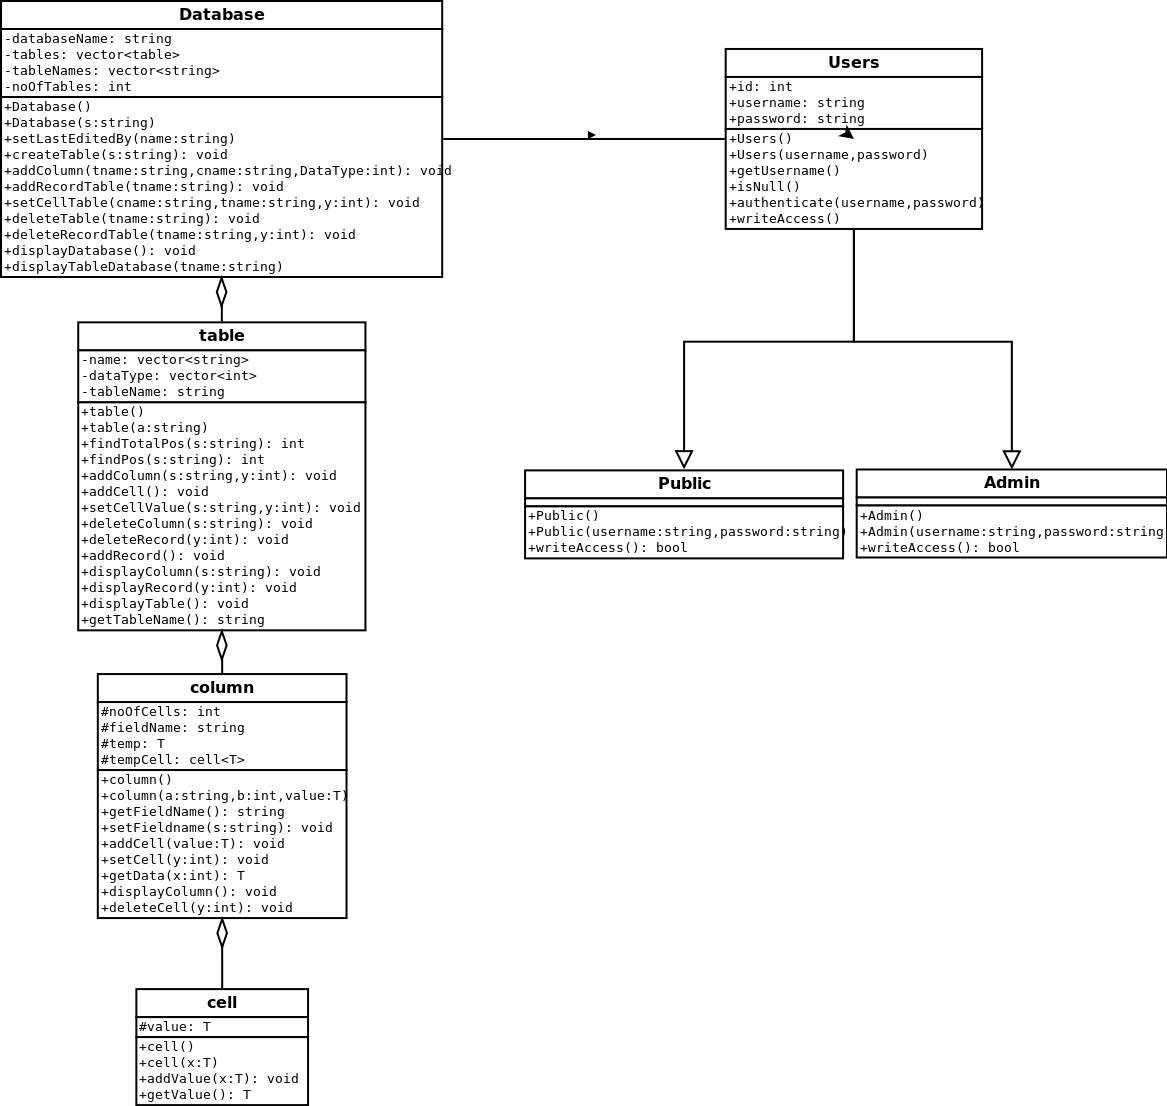 Database
-databaseName: string
-tables: vector<table>
-tableNames: vector<string>
-noOfTables: int
+Database()
+Database(s:string)
+setLastEditedBy(name:string)
+createTable(s:string): void
+addColumn(tname:string,cname:string,DataType:int): void
+addRecordTable(tname:string): void
+setCellTable(cname:string,tname:string,y:int): void
+deleteTable(tname:string): void
+deleteRecordTable(tname:string,y:int): void
+displayDatabase(): void
+displayTableDatabase(tname:string)
Users
+id: int
+username: string
+password: string
+Users()
+Users(username,password)
+getUsername()
+isNull()
+authenticate(username,password)
+writeAccess()
table
-name: vector<string>
-dataType: vector<int>
-tableName: string
+table()
+table(a:string)
+findTotalPos(s:string): int
+findPos(s:string): int
+addColumn(s:string,y:int): void
+addCell(): void
+setCellValue(s:string,y:int): void
+deleteColumn(s:string): void
+deleteRecord(y:int): void
+addRecord(): void
+displayColumn(s:string): void
+displayRecord(y:int): void
+displayTable(): void
+getTableName(): string
Public
+Public()
+Public(username:string,password:string)
+writeAccess(): bool
Admin
+Admin()
+Admin(username:string,password:string
+writeAccess(): bool
column
#noOfCells: int
#fieldName: string
#temp: T
#tempCell: cell<T>
+column()
+column(a:string,b:int,value:T)
+getFieldName(): string
+setFieldname(s:string): void
+addCell(value:T): void
+setCell(y:int): void
+getData(x:int): T
+displayColumn(): void
+deleteCell(y:int): void
cell
#value: T
+cell()
+cell(x:T)
+addValue(x:T): void
+getValue(): T